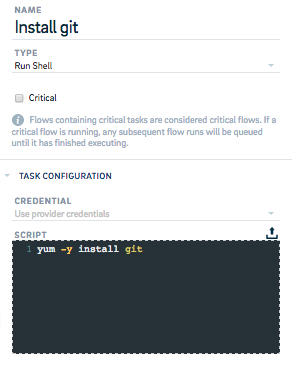 NAME
Install git
TYPE
Run Shell
Critical
Flows containing critical tasks are considered critical flows. If a
critical flow is running, any subsequent flow runs will be queued
until it has finished executing.
TASK CONFIGURATION
CREDENTIAL
Use provider credentials
SCRIPT
1 yum -y install git